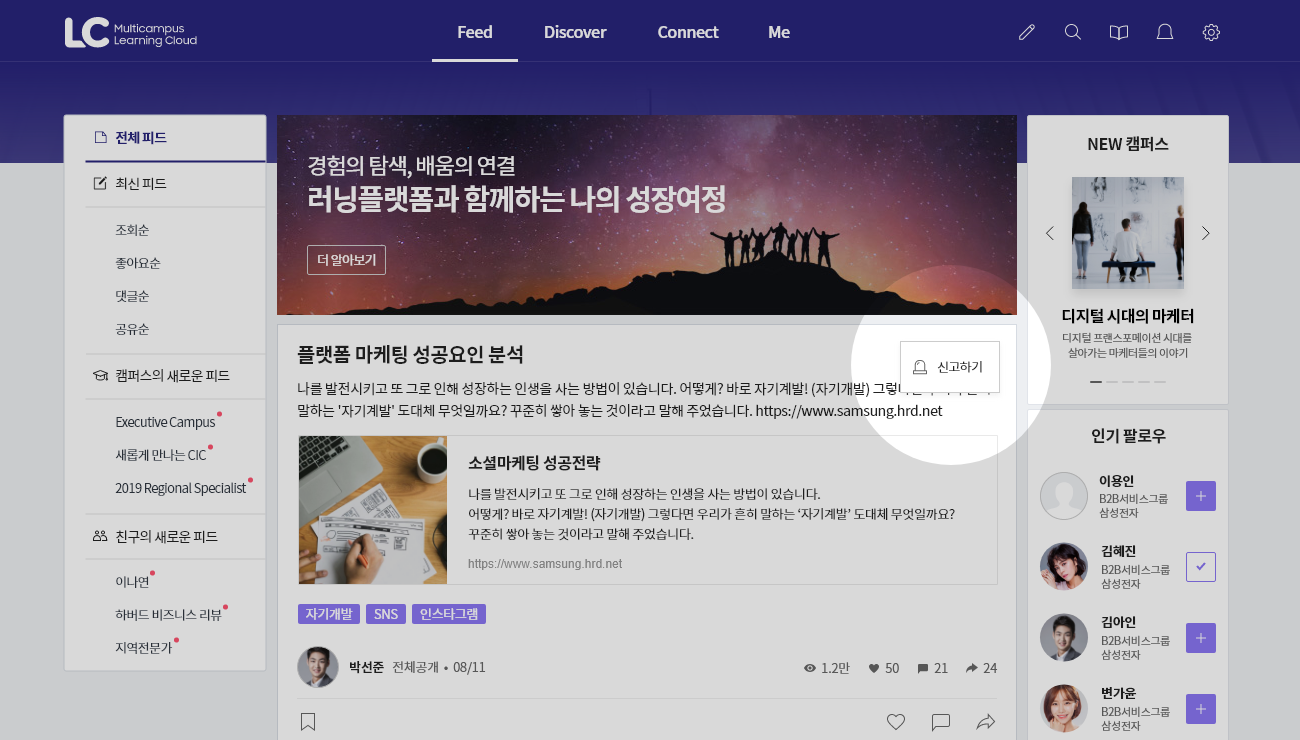 LC Multicampus
Learning Cloud
Feed
Discover
Connect
Me
전체 피드
최신 피드
조회순
좋아요순
댓글순
공유순
캠퍼스의 새로운 피드
Executive Campus
새롭게 만나는 CIC
2019 Regional Specialist
친구의 새로운 피드
이나연
하버드 비즈니스 리뷰
지역전문가
경험의 탐색, 배움의 연결
러닝플랫폼과 함께하는 나의 성장여정
더 알아보기
플랫폼 마케팅 성공요인 분석
신고하기
나를 발전시키고 또 그로 인해 성장하는 인생을 사는 방법이 있습니다. 어떻게? 바로 자기계발! (자기개발)
말하는 '자기계발' 도대체 무엇일까요? 꾸준히 쌓아 놓는 것이라고 말해 주었습니다. https://www.samsung.hrd.net
소셜마케팅 성공전략
나를 발전시키고 또 그로 인해 성장하는 인생을 사는 방법이 있습니다.
어떻게? 바로 자기계발! (자기개발) 그렇다면 우리가 흔히 말하는 ‘자기계발’ 도대체 무엇일까요?
꾸준히 쌓아 놓는 것이라고 말해 주었습니다.
https://www.samsung.hrd.net
자기개발
SNS
인스타그램
박선준 전체공개 • 08/11
1.2만
50
21
24
NEW 캠퍼스
디지털 시대의 마케터
디지털 프랜스포메이션 시대를
살아가는 마케터들의 이야기
인기 팔로우
이용인
B2B서비스그룹
삼성전자
김혜진
B2B서비스그룹
삼성전자
김아인
B2B서비스그룹
삼성전자
변가윤
B2B서비스그룹
삼성전자